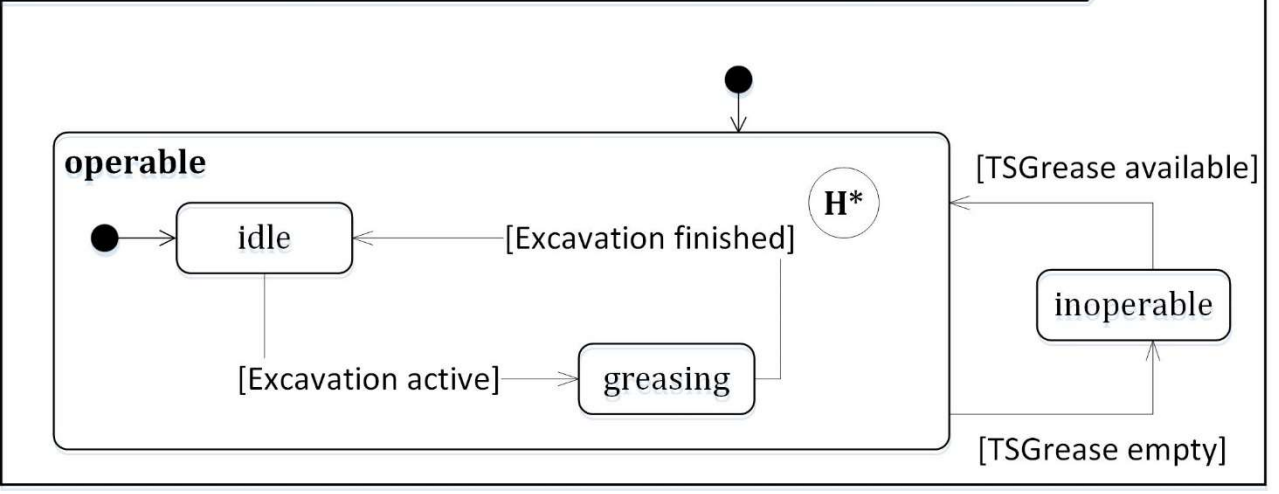 operable
[TSGrease available]
H*
idle
[Excavation finished]
inoperable
[Excavation active]
greasing
[TSGrease empty]